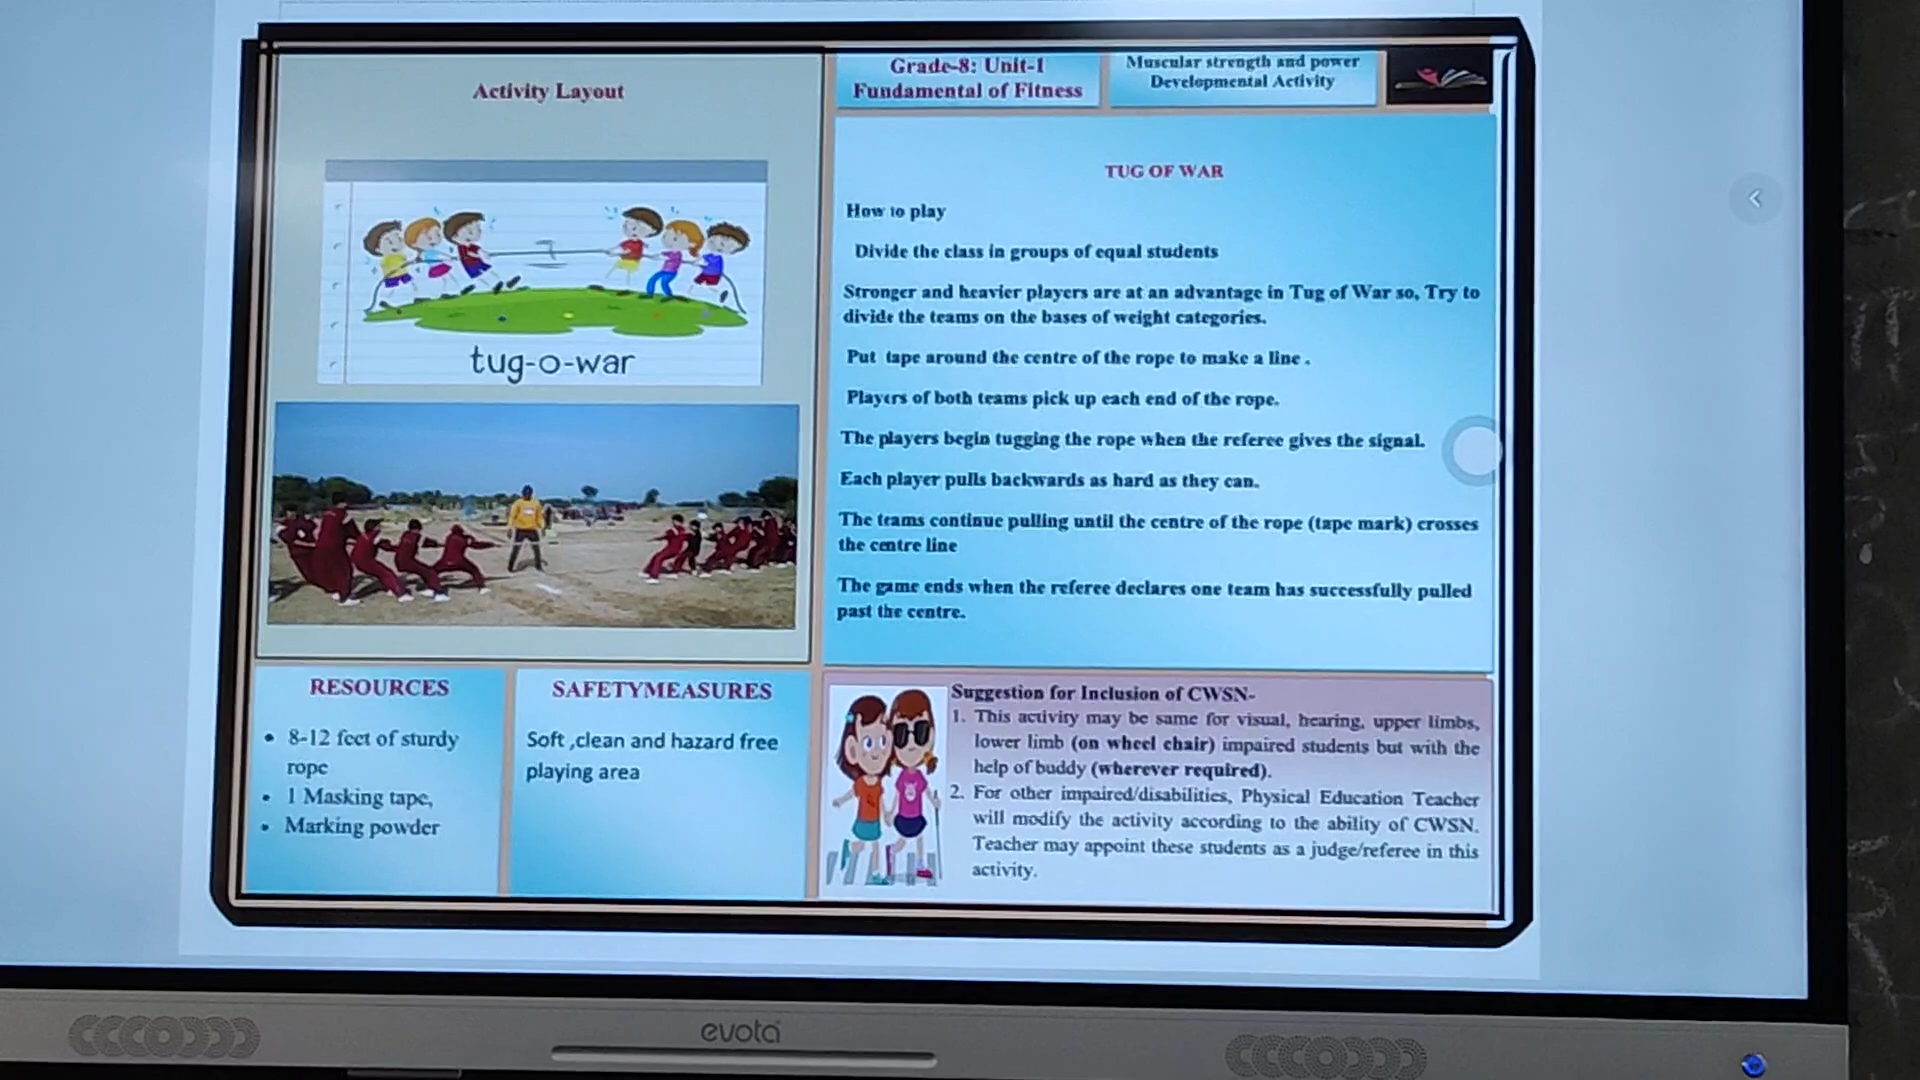 Activity Layout
tug-o-war
Grade-8: Unit-1
Fundamental of Fitness
Muscular strength and power
Developmental Activity
TUG OF WAR
How to play
Divide the class in groups of equal students
Stronger and heavier players are at an advantage in Tug of War so, Try to
divide the teams on the bases of weight categories.
Put tape around the centre of the rope to make a line .
Players of both teams pick up each end of the rope.
The players begin tugging the rope when the referee gives the signal.
Each player pulls backwards as hard as they can.
The teams continue pulling until the centre of the rope (tape mark) crosses
the centre line
The game ends when the referee declares one team has successfully pulled
past the centre.
RESOURCES
• 8-12 feet of sturdy
rope
• 1 Masking tape,
• Marking powder
SAFETYMEASURES
Soft ,clean and hazard free
playing area
Suggestion for Inclusion of CWSN-
1. This activity may be same for visual, hearing, upper limbs,
lower limb (on wheel chair) impaired students but with the
help of buddy (wherever required).
2. For other impaired/disabilities, Physical Education Teacher
will modify the activity according to the ability of CWSN.
Teacher may appoint these students as a judge/referee in this
activity.
evota